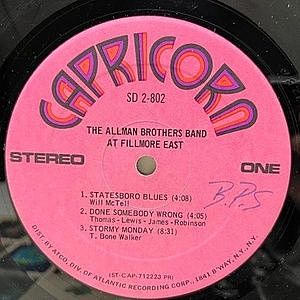 CAPRICORN
SD 2-802
THE ALLMAN BROTHERS BAND
AT FILLMORE EAST
STEREO
ONE
B.P.S
1. STATESBORO BLUES (4:08)
Will McTell
2. DONE SOMEBODY WRONG (4:05)
Thomas-Lewis-James-Robinson
3. STORMY MONDAY (8:31)
T. Bone Walker
(ST-CAP-712223 PR)
DIST. BY ATCO, DIV. OF ATLANTIC RECORDING CORP., 1841 B'WAY, N.Y., N.Y.